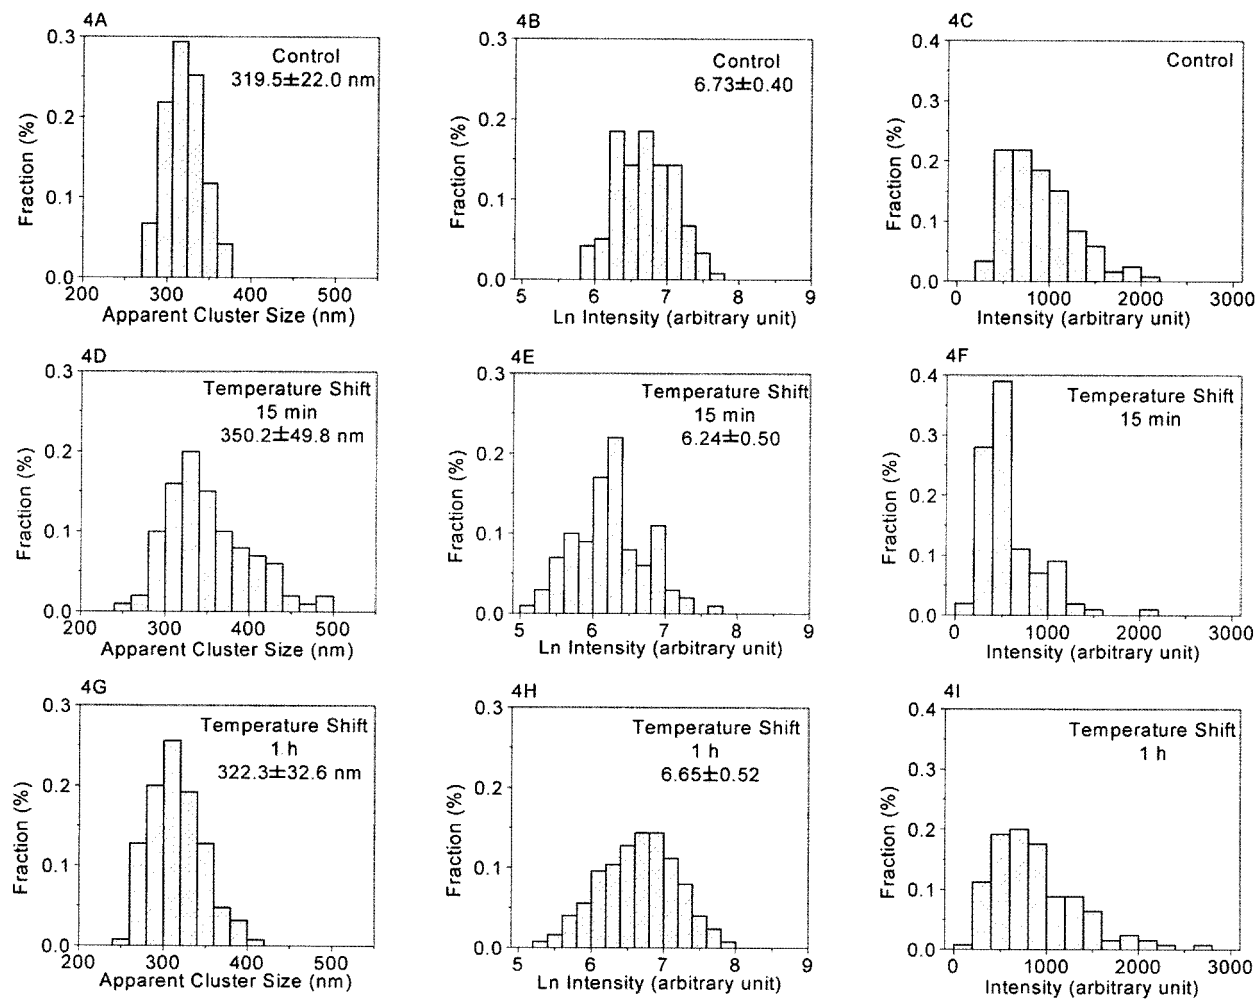 4A
Control
319.5±22.0 nm
0.3
0.2
0.1
0.0
Fraction (%)
200 300 400 500
Apparent Cluster Size (nm)
4B
Control
6.73±0.40
0.3
0.2
0.1
0.0
Fraction (%)
5 6 7 8 9
Ln Intensity (arbitrary unit)
4C
Control
0.4
0.3
0.2
0.1
0.0
Fraction (%)
0 1000 2000 3000
Intensity (arbitrary unit)
4D
Temperature Shift
15 min
350.2±49.8 nm
0.3
0.2
0.1
0.0
Fraction (%)
200 300 400 500
Apparent Cluster Size (nm)
4E
Temperature Shift
15 min
6.24±0.50
0.3
0.2
0.1
0.0
Fraction (%)
5 6 7 8 9
Ln Intensity (arbitrary unit)
4F
Temperature Shift
15 min
0.4
0.3
0.2
0.1
0.0
Fraction (%)
0 1000 2000 3000
Intensity (arbitrary unit)
4G
Temperature Shift
1 h
322.3±32.6 nm
0.3
0.2
0.1
0.0
Fraction (%)
200 300 400 500
Apparent Cluster Size (nm)
4H
Temperature Shift
1 h
6.65±0.52
0.3
0.2
0.1
0.0
Fraction (%)
5 6 7 8 9
Ln Intensity (arbitrary unit)
4I
Temperature Shift
1 h
0.4
0.3
0.2
0.1
0.0
Fraction (%)
0 1000 2000 3000
Intensity (arbitrary unit)